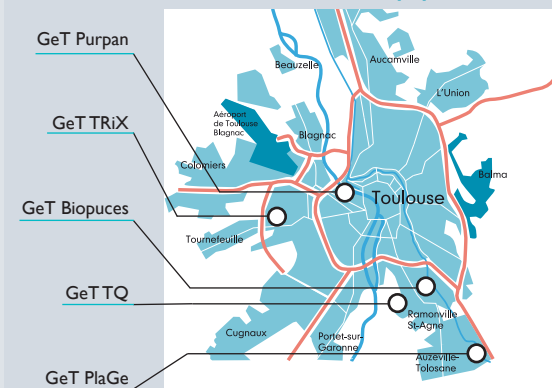 GeT Purpan
GeT TRiX
GeT Biopuces
GeT TQ
GeT PlaGe
Beauzelle
Aucamville
L'Union
Aéroport
de Toulouse
Blagnac
Blagnac
Colomiers
Balma
Toulouse
Tournefeuille
Ramonville
St-Agne
Cugnaux
Portet-sur-
Garonne
Auzeville-
Tolosane